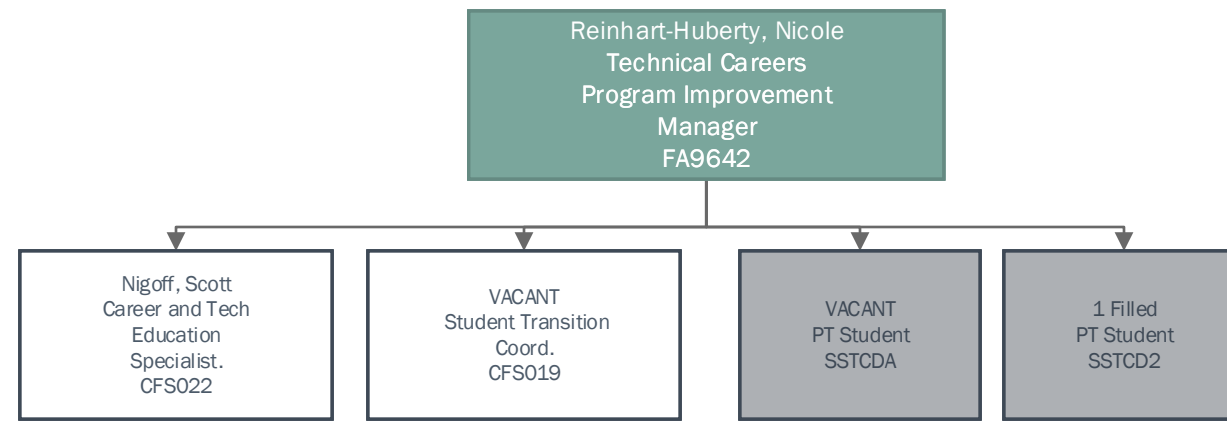 Reinhart-Huberty, Nicole
Technical Careers
Program Improvement
Manager
FA9642
Nigoff, Scott
Career and Tech
Education
Specialist.
CFS022
VACANT
Student Transition
Coord.
CFS019
VACANT
PT Student
SSTCDA
1 Filled
PT Student
SSTCD2